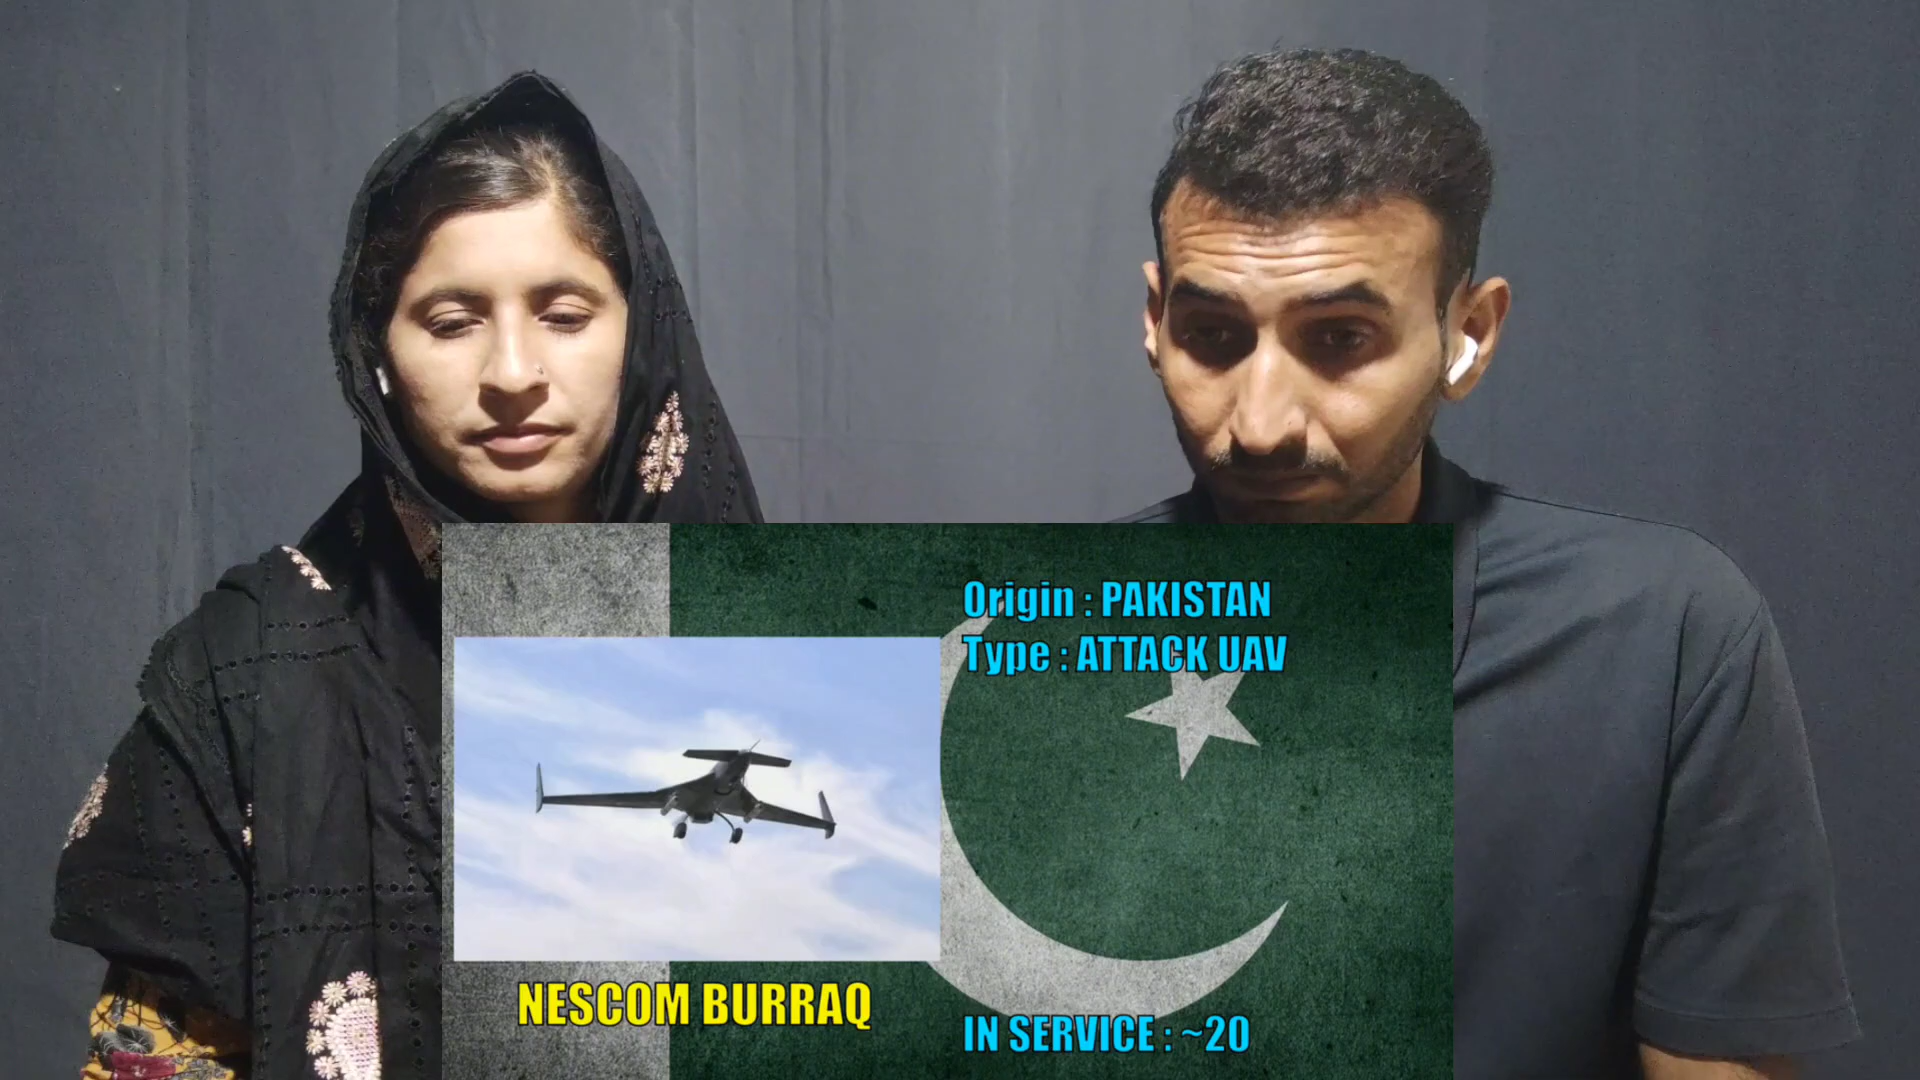 Origin : PAKISTAN
Type : ATTACK UAV
NESCOM BURRAQ
IN SERVICE : ~20